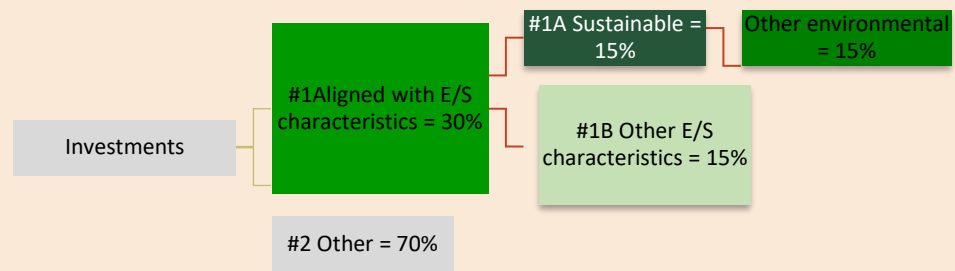 Investments
#1Aligned with E/S
characteristics = 30%
#2 Other = 70%
#1A Sustainable =
15%
Other environmental
= 15%
#1B Other E/S
characteristics = 15%